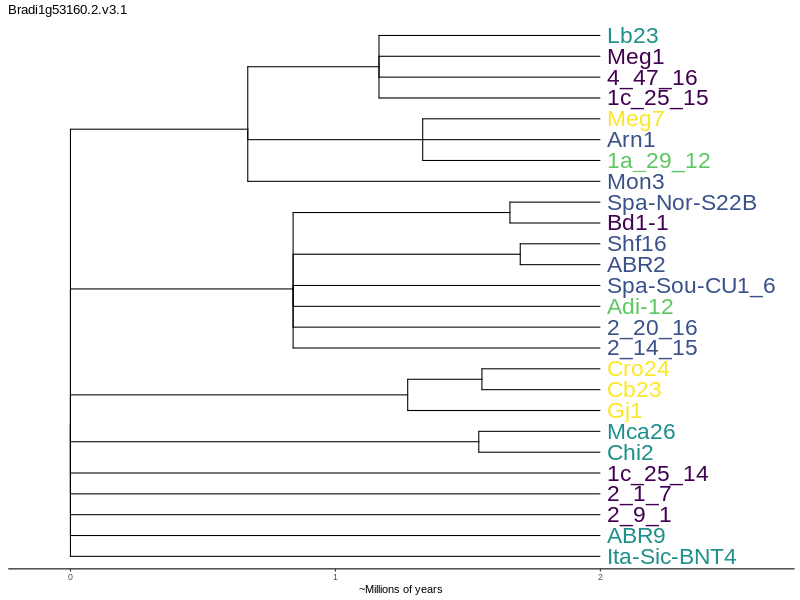 Bradi1g53160.2.v3.1
Lb23
Meg1
4_47_16
1c_25_15
Meg7
Arn1
1a_29_12
Mon3
Spa-Nor-S22B
Bd1-1
Shf16
ABR2
Spa-Sou-CU1_6
Adi-12
2_20_16
2_14_15
Cro24
Cb23
Gj1
Mca26
Chi2
1c_25_14
2_1_7
2_9_1
ABR9
Ita-Sic-BNT4
0 1 2
~Millions of years